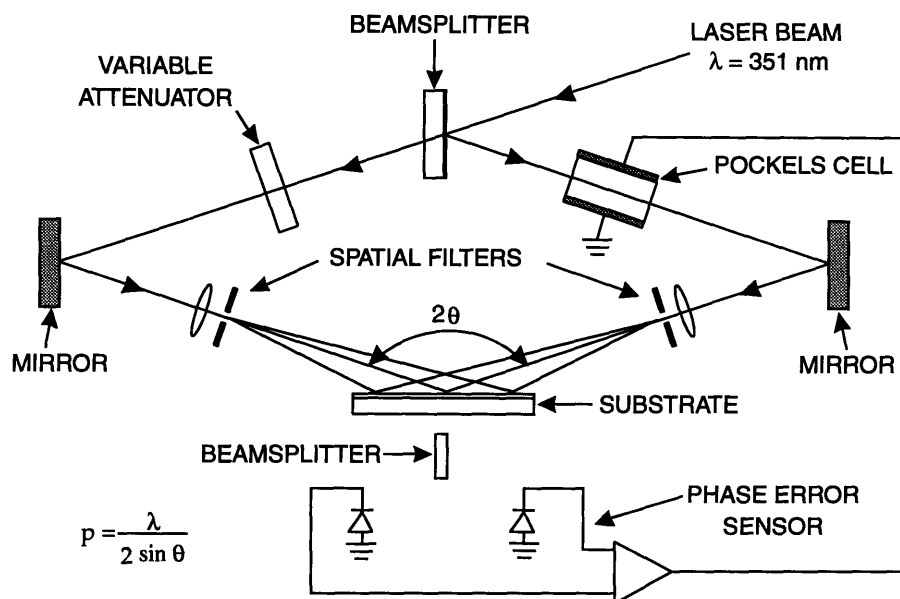 BEAMSPLITTER
LASER BEAM
λ = 351 nm
VARIABLE
ATTENUATOR
POCKELS CELL
SPATIAL FILTERS
2θ
MIRROR
MIRROR
SUBSTRATE
BEAMSPLITTER
PHASE ERROR
SENSOR
p = λ / 2 sin θ